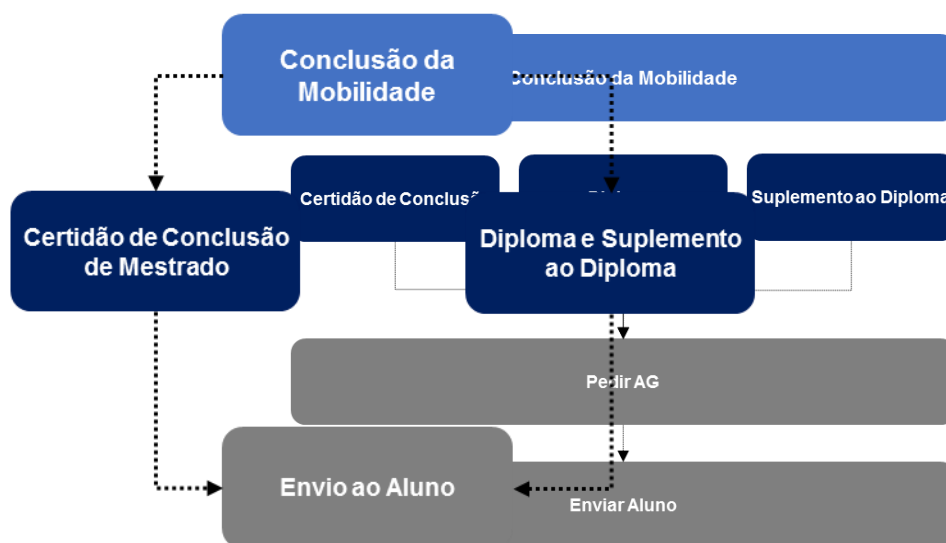 Conclusão da
Mobilidade
Conclusão da Mobilidade
Certidão de Conclusã
Suplemento ao Diploma
Certidão de Conclusão
de Mestrado
Diploma e Suplemento
ao Diploma
Pedir AG
Envio ao Aluno
Enviar Aluno